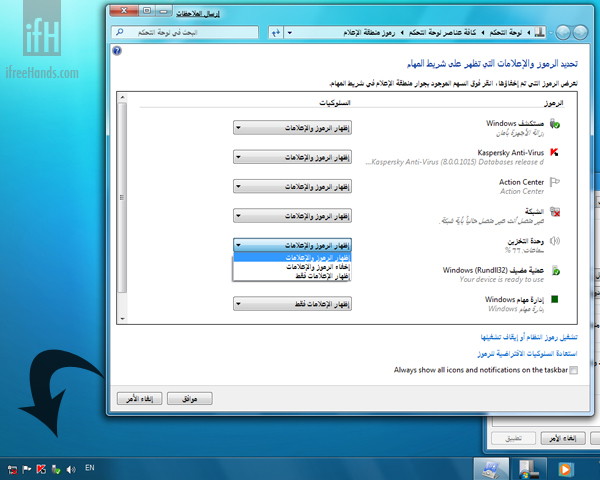 ifH
ifreeHands.com
إرسال الملاحظات
لوحة التحكم
كافة عناصر لوحة التحكم
رموز منطقة الإعلام
البحث في لوحة التحكم
تحديد الرموز والإعلامات التي تظهر على شريط المهام
لعرض الرموز التي تم إخفاؤها، انقر فوق السهم الموجود بجوار منطقة الإعلام في شريط المهام.
الرموز
السلوكيات
مستكشف Windows
إزالة الأجهزة بأمان
إظهار الرموز والإعلامات
Kaspersky Anti-Virus
Kaspersky Anti-Virus (8.0.0.1015) Databases release d...
إظهار الرموز والإعلامات
Action Center
Action Center
إظهار الرموز والإعلامات
الشبكة
غير متصل أنت غير متصل حالياً بأية شبكة.
إظهار الرموز والإعلامات
وحدة التخزين
سماعات: 66%
إظهار الرموز والإعلامات
إظهار الرموز والإعلامات
إخفاء الرموز والإعلامات
إظهار الإعلامات فقط
عملية مضيف Windows (Rundll32)
Your device is ready to use
إدارة مهام Windows
إدارة مهام Windows
إظهار الإعلامات فقط
تشغيل رموز النظام أو إيقاف تشغيلها
استعادة السلوكيات الافتراضية للرموز
Always show all icons and notifications on the taskbar
موافق
إلغاء الأمر
إلغاء الأمر
تطبيق
EN